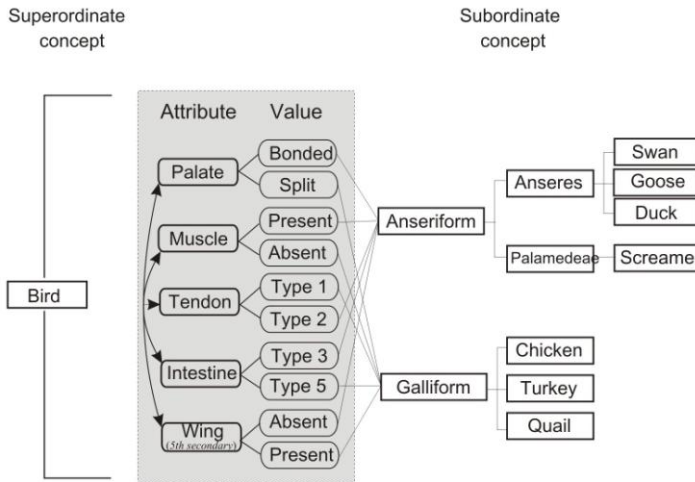 Superordinate
concept
Subordinate
concept
Attribute
Value
Bird
Palate
Bonded
Split
Muscle
Present
Absent
Tendon
Type 1
Type 2
Intestine
Type 3
Type 5
Wing
(5th secondary)
Absent
Present
Anseriform
Anseres
Swan
Goose
Duck
Palamedeae
Screame
Galliform
Chicken
Turkey
Quail